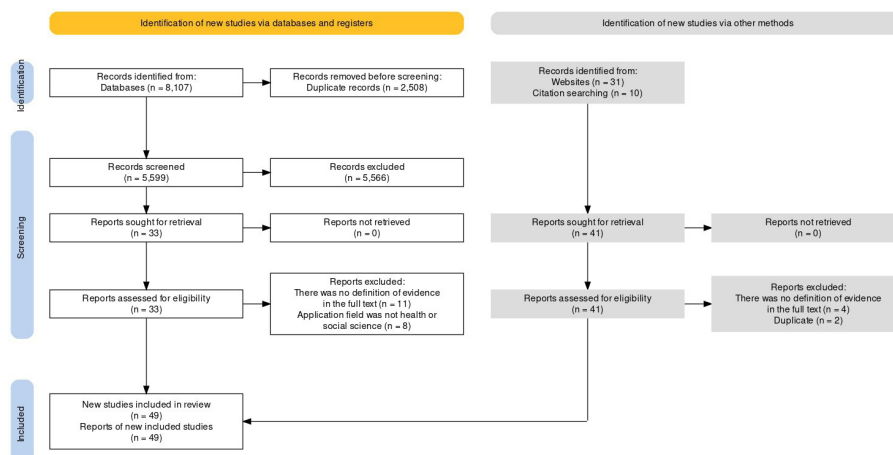 Identification of new studies via databases and registers
Identification of new studies via other methods
Identification
Records identified from:
Databases (n = 8,107)
Records removed before screening:
Duplicate records (n = 2,508)
Records identified from:
Websites (n = 31)
Citation searching (n = 10)
Screening
Records screened
(n = 5,599)
Records excluded
(n = 5,566)
Reports sought for retrieval
(n = 33)
Reports not retrieved
(n = 0)
Reports sought for retrieval
(n = 41)
Reports not retrieved
(n = 0)
Reports assessed for eligibility
(n = 33)
Reports excluded:
There was no definition of evidence
in the full text (n = 11)
Application field was not health or
social science (n = 8)
Reports assessed for eligibility
(n = 41)
Reports excluded:
There was no definition of evidence
in the full text (n = 4)
Duplicate (n = 2)
Included
New studies included in review
(n = 49)
Reports of new included studies
(n = 49)